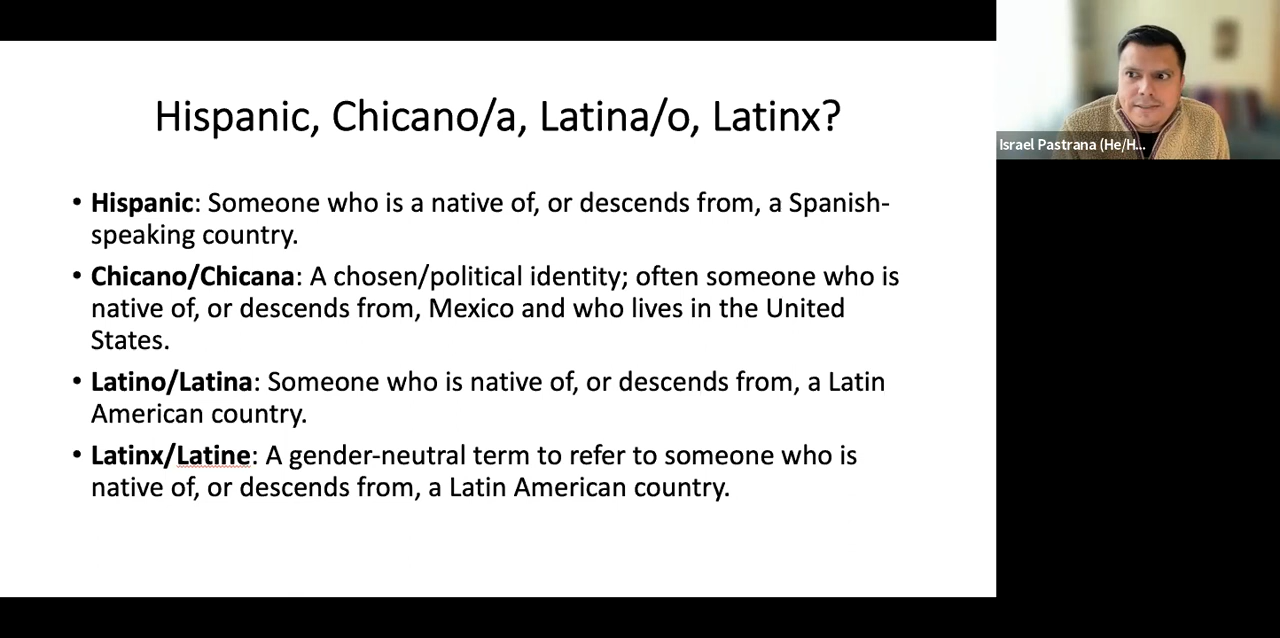 Hispanic, Chicano/a, Latina/o, Latinx?
• Hispanic: Someone who is a native of, or descends from, a Spanish-
speaking country.
• Chicano/Chicana: A chosen/political identity; often someone who is
native of, or descends from, Mexico and who lives in the United
States.
• Latino/Latina: Someone who is native of, or descends from, a Latin
American country.
• Latinx/Latine: A gender-neutral term to refer to someone who is
native of, or descends from, a Latin American country.
Israel Pastrana (He/H...